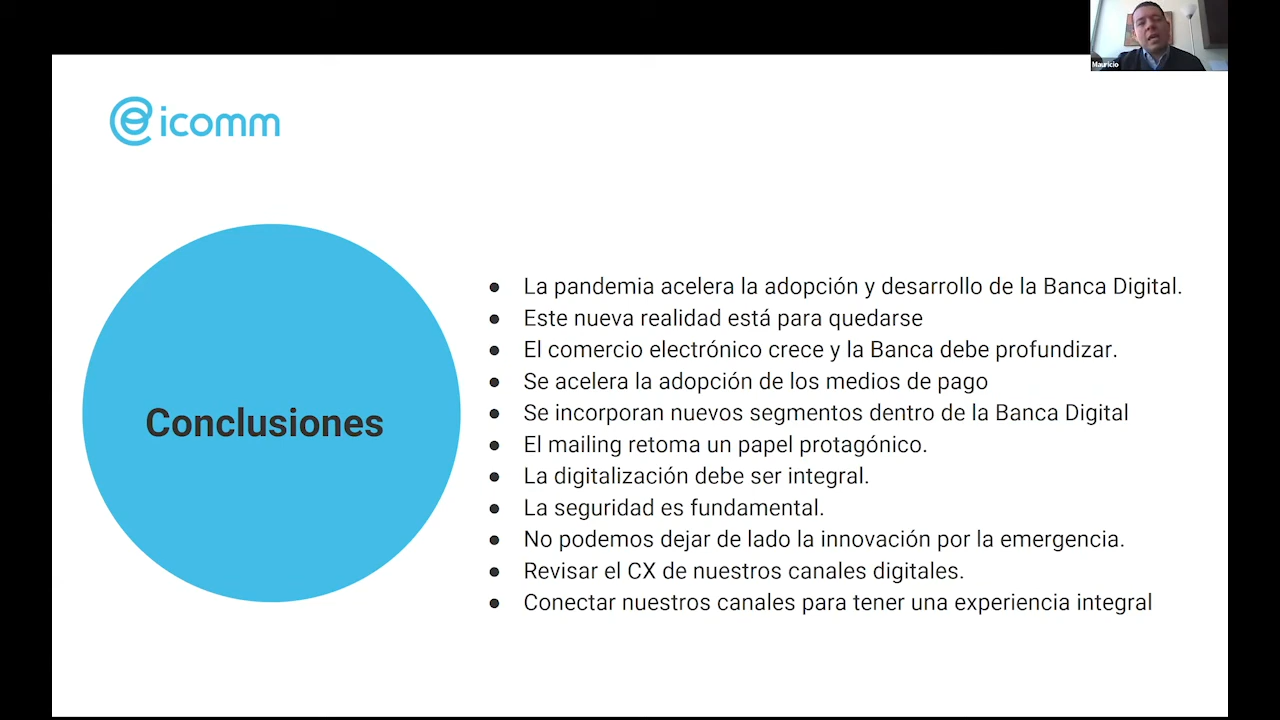 Mauricio
icomm
Conclusiones
● La pandemia acelera la adopción y desarrollo de la Banca Digital.
● Este nueva realidad está para quedarse
● El comercio electrónico crece y la Banca debe profundizar.
● Se acelera la adopción de los medios de pago
● Se incorporan nuevos segmentos dentro de la Banca Digital
● El mailing retoma un papel protagónico.
● La digitalización debe ser integral.
● La seguridad es fundamental.
● No podemos dejar de lado la innovación por la emergencia.
● Revisar el CX de nuestros canales digitales.
● Conectar nuestros canales para tener una experiencia integral